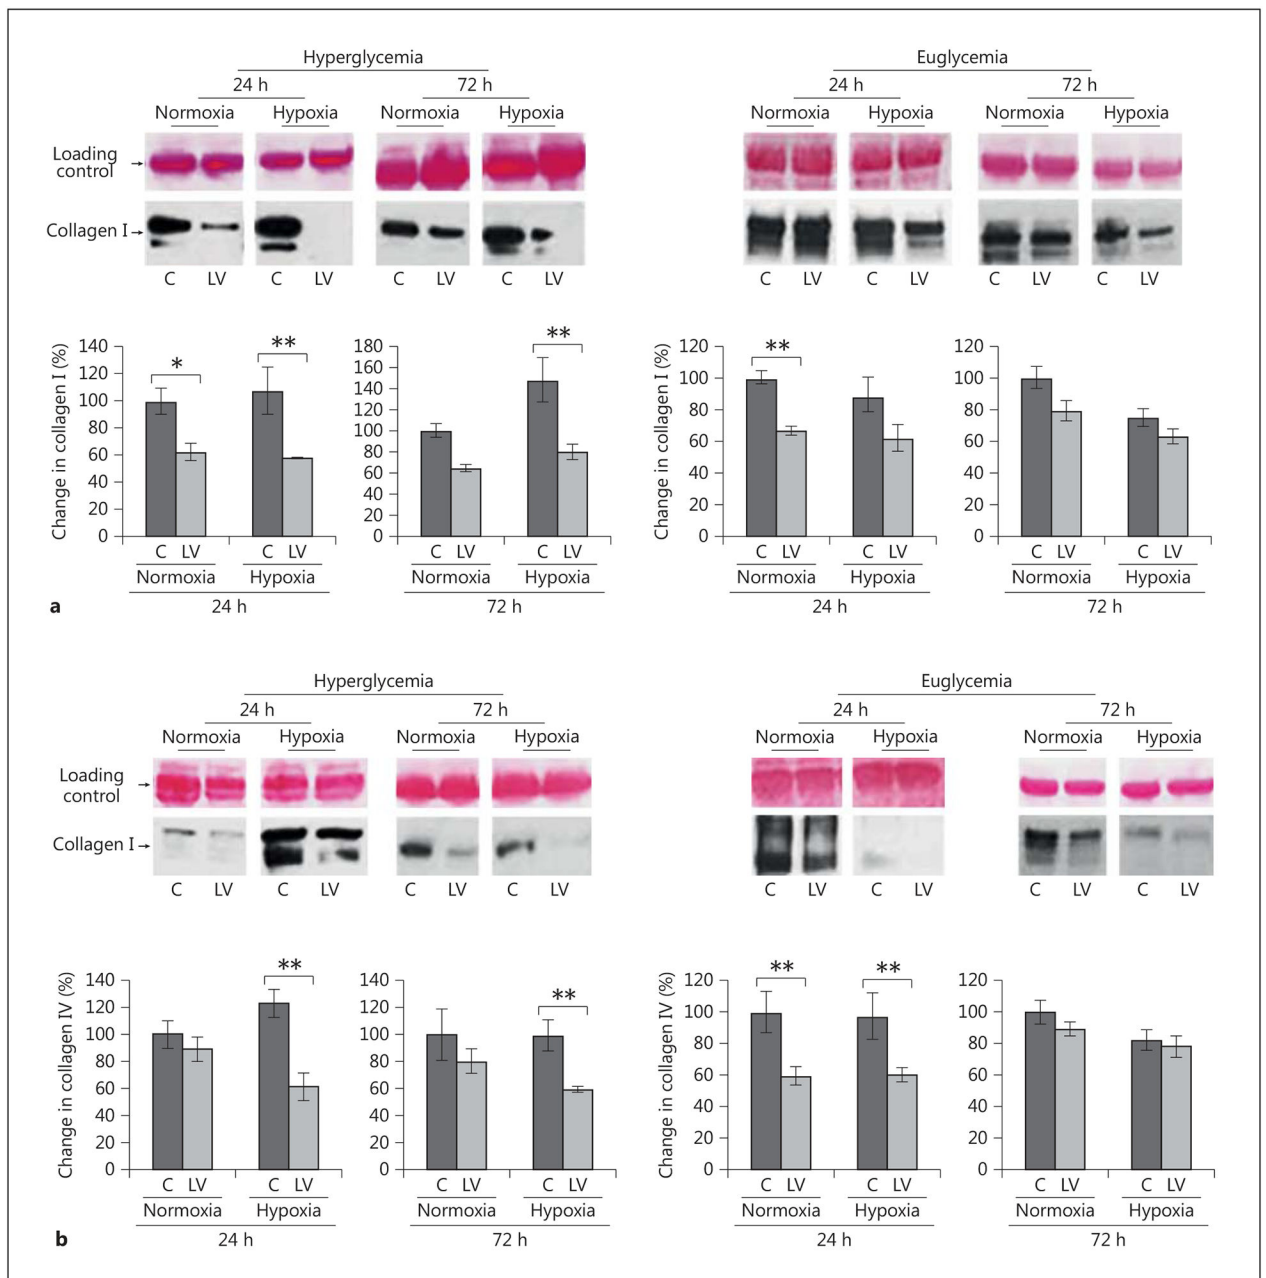 Hyperglycemia Euglycemia
24 h 72 h 24 h 72 h
Normoxia Hypoxia Normoxia Hypoxia Normoxia Hypoxia Normoxia Hypoxia
Loading
control
Collagen I
C LV C LV C LV C LV C LV C LV C LV C LV
Change in collagen I (%)
140
120
100
80
60
40
20
0
* **
C LV C LV
Normoxia Hypoxia
24 h
180
160
140
120
100
80
60
40
20
0
**
C LV C LV
Normoxia Hypoxia
72 h
Change in collagen I (%)
120
100
80
60
40
20
0
**
C LV C LV
Normoxia Hypoxia
24 h
120
100
80
60
40
20
0
C LV C LV
Normoxia Hypoxia
72 h
a
Hyperglycemia Euglycemia
24 h 72 h 24 h 72 h
Normoxia Hypoxia Normoxia Hypoxia Normoxia Hypoxia Normoxia Hypoxia
Loading
control
Collagen I
C LV C LV C LV C LV C LV C LV C LV C LV
Change in collagen IV (%)
140
120
100
80
60
40
20
0
**
C LV C LV
Normoxia Hypoxia
24 h
140
120
100
80
60
40
20
0
**
C LV C LV
Normoxia Hypoxia
72 h
Change in collagen IV (%)
120
100
80
60
40
20
0
** **
C LV C LV
Normoxia Hypoxia
24 h
120
100
80
60
40
20
0
C LV C LV
Normoxia Hypoxia
72 h
b